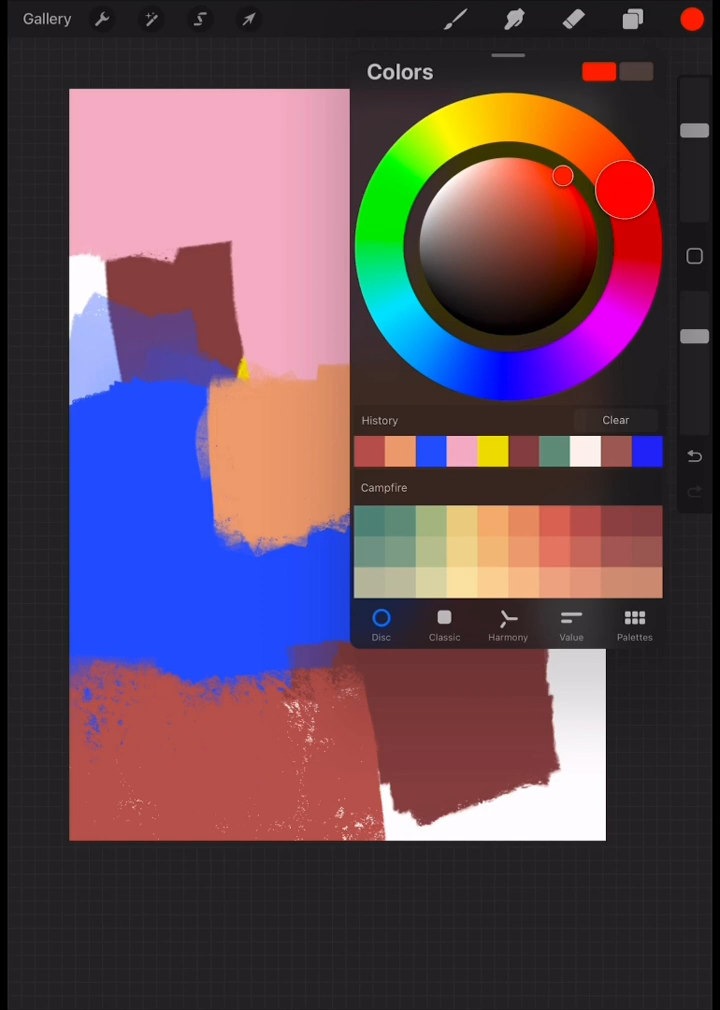 Gallery
Colors
History
Clear
Campfire
Disc
Classic
Harmony
Value
Palettes